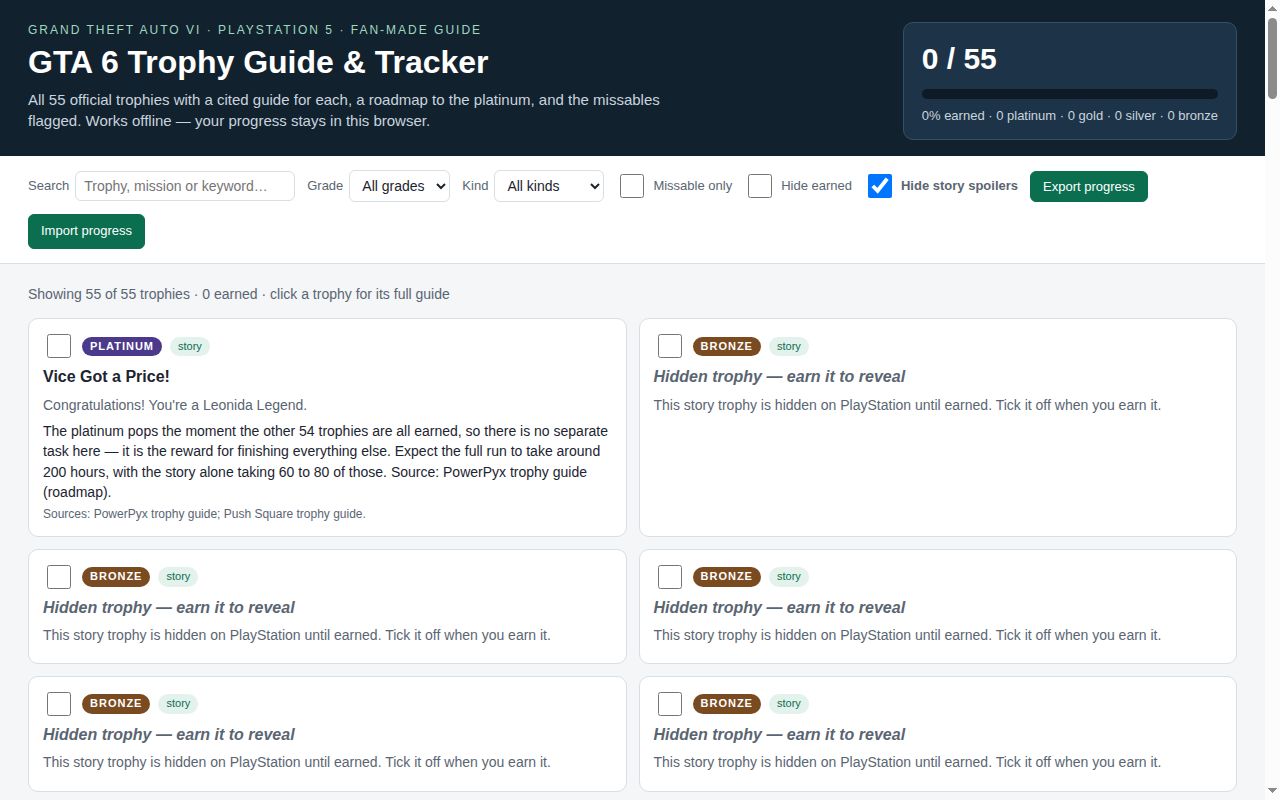 GRAND THEFT AUTO VI · PLAYSTATION 5 · FAN-MADE GUIDE
GTA 6 Trophy Guide & Tracker
All 55 official trophies with a cited guide for each, a roadmap to the platinum, and the missables
flagged. Works offline — your progress stays in this browser.
0 / 55
0% earned · 0 platinum · 0 gold · 0 silver · 0 bronze
Search Trophy, mission or keyword… Grade All grades Kind All kinds Missable only Hide earned Hide story spoilers Export progress
Import progress
Showing 55 of 55 trophies · 0 earned · click a trophy for its full guide
PLATINUM story
Vice Got a Price!
Congratulations! You're a Leonida Legend.
The platinum pops the moment the other 54 trophies are all earned, so there is no separate
task here — it is the reward for finishing everything else. Expect the full run to take around
200 hours, with the story alone taking 60 to 80 of those. Source: PowerPyx trophy guide
(roadmap).
Sources: PowerPyx trophy guide; Push Square trophy guide.
BRONZE story
Hidden trophy — earn it to reveal
This story trophy is hidden on PlayStation until earned. Tick it off when you earn it.
BRONZE story
Hidden trophy — earn it to reveal
This story trophy is hidden on PlayStation until earned. Tick it off when you earn it.
BRONZE story
Hidden trophy — earn it to reveal
This story trophy is hidden on PlayStation until earned. Tick it off when you earn it.
BRONZE story
Hidden trophy — earn it to reveal
This story trophy is hidden on PlayStation until earned. Tick it off when you earn it.
BRONZE story
Hidden trophy — earn it to reveal
This story trophy is hidden on PlayStation until earned. Tick it off when you earn it.